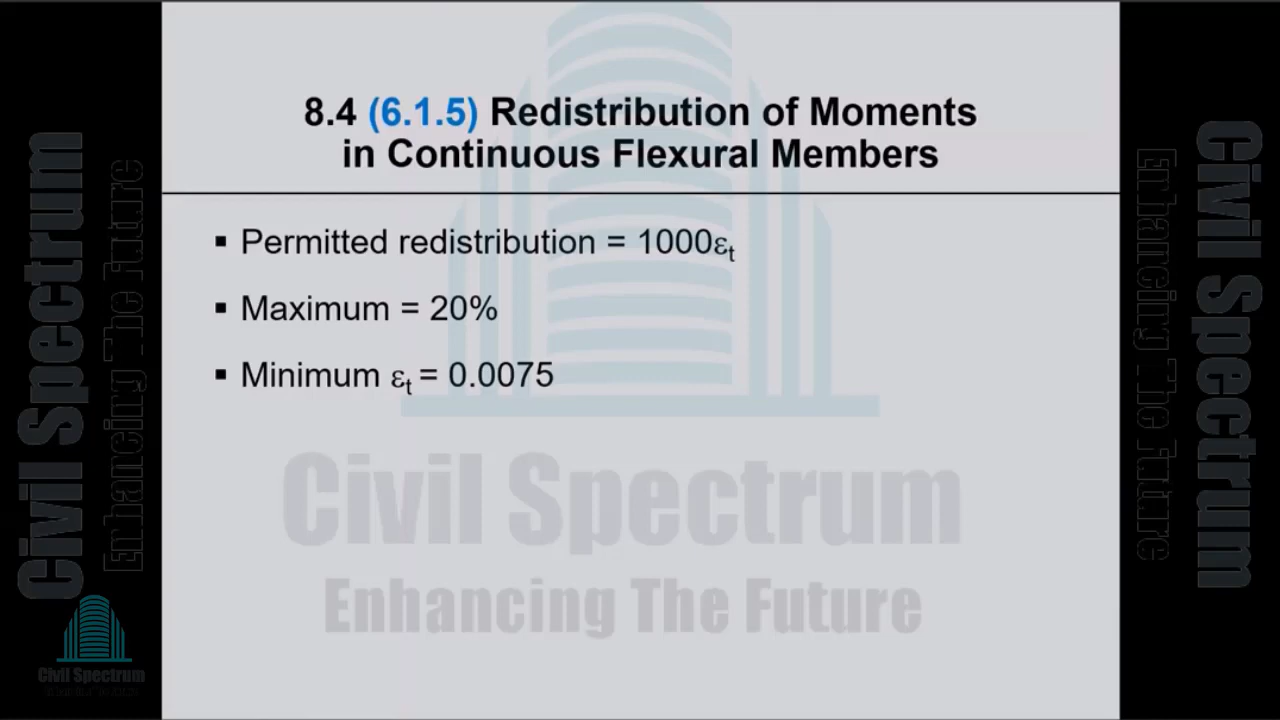 8.4 (6.1.5) Redistribution of Moments
in Continuous Flexural Members
▪ Permitted redistribution = 1000εt
▪ Maximum = 20%
▪ Minimum εt = 0.0075
Civil Spectrum
Enhancing The Future
Civil Spectrum
Enhancing The Future
Civil Spectrum
Enhancing The Future
Civil Spectrum